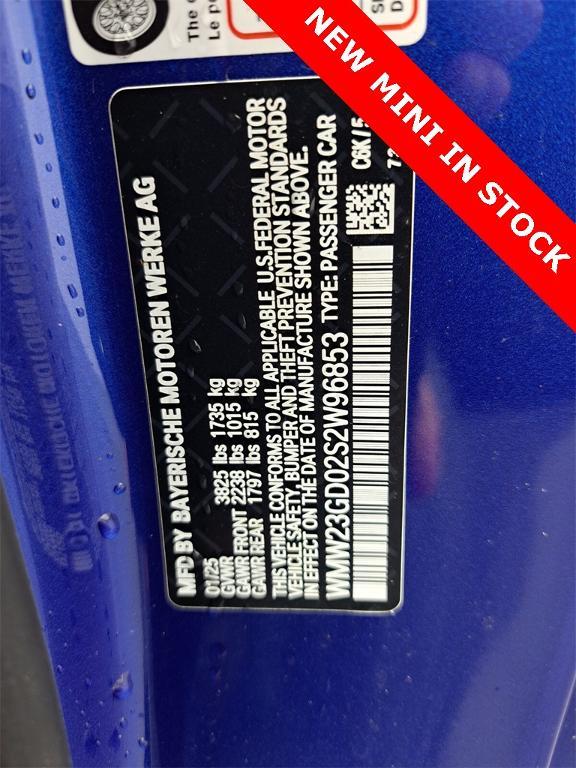 The
Le p
NEW MINI IN STOCK
MFD BY BAYERISCHE MOTOREN WERKE AG
01/25
GVWR 3825 lbs 1735 kg
GAWR FRONT 2238 lbs 1015 kg
GAWR REAR 1797 lbs 815 kg
THIS VEHICLE CONFORMS TO ALL APPLICABLE U.S.FEDERAL MOTOR
VEHICLE SAFETY, BUMPER AND THEFT PREVENTION STANDARDS
IN EFFECT ON THE DATE OF MANUFACTURE SHOWN ABOVE.
WMW23GD02S2W96853 TYPE: PASSENGER CAR
C6K/